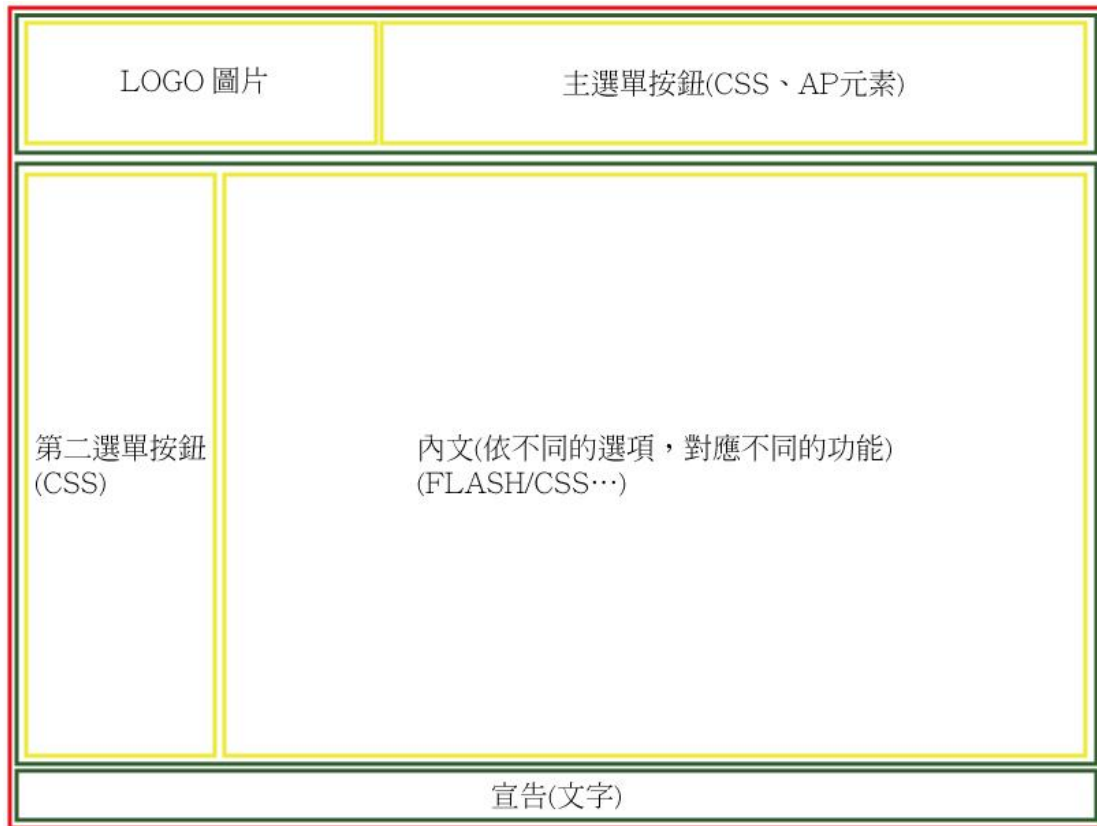 LOGO 圖片
主選單按鈕(CSS、AP元素)
第二選單按鈕
(CSS)
內文(依不同的選項，對應不同的功能)
(FLASH/CSS…)
宣告(文字)